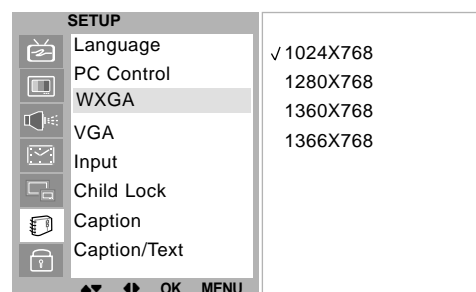 SETUP
Language
PC Control
WXGA
VGA
Input
Child Lock
Caption
Caption/Text
▲▼ ◀▶ OK MENU
√ 1024X768
1280X768
1360X768
1366X768